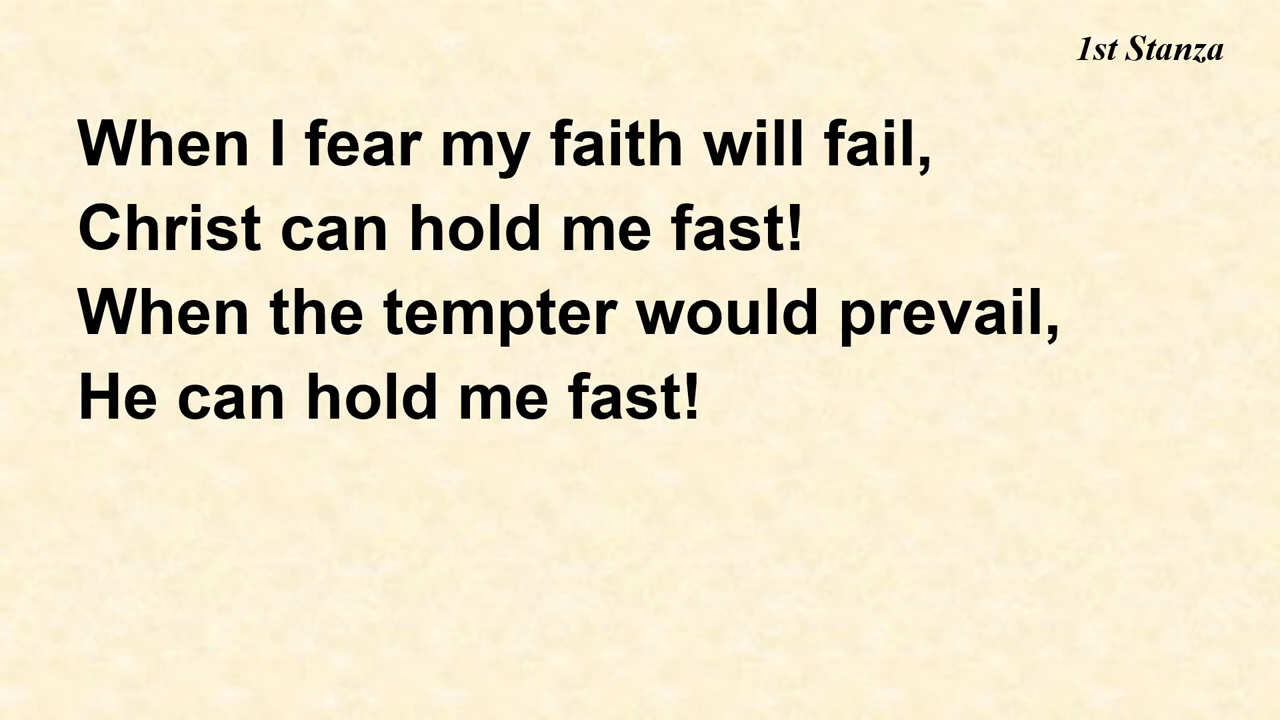 1st Stanza
When I fear my faith will fail,
Christ can hold me fast!
When the tempter would prevail,
He can hold me fast!